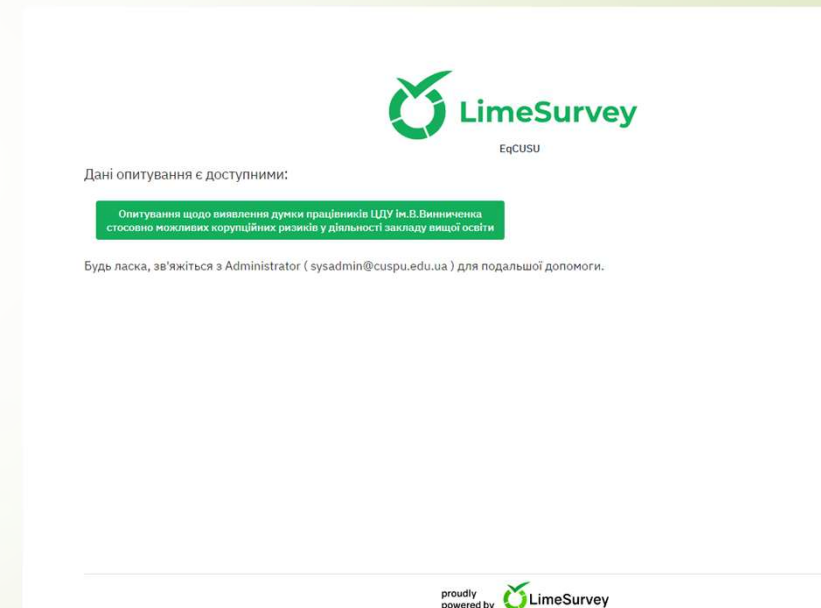 LimeSurvey
EqCUSU
Дані опитування є доступними:
Опитування щодо виявлення думки працівників ЦДУ ім.В.Винниченка
стосовно можливих корупційних ризиків у діяльності закладу вищої освіти
Будь ласка, зв'яжіться з Administrator ( sysadmin@cuspu.edu.ua ) для подальшої допомоги.
proudly
powered by LimeSurvey